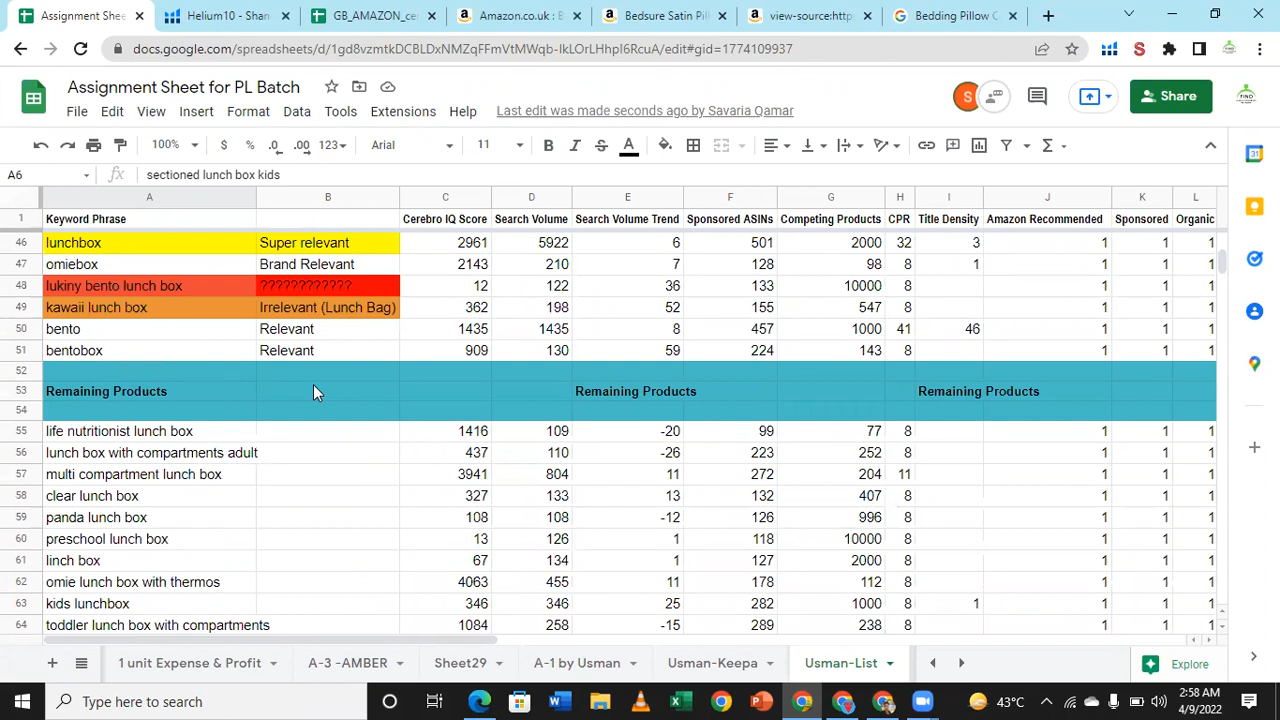 Assignment Sheet
Helium10 - Shan
GB_AMAZON_cer
Amazon.co.uk : B
Bedsure Satin Pil
view-source:http
Bedding Pillow C
docs.google.com/spreadsheets/d/1gd8vzmtkDCBLDxNMZqFFmVtMWqb-IkLOrLHhpl6RcuA/edit#gid=1774109937
Assignment Sheet for PL Batch
File Edit View Insert Format Data Tools Extensions Help Last edit was made seconds ago by Savaria Qamar
S
Share
100% $ % .0 .00 123 Arial 11 B I S A
A6 fx sectioned lunch box kids
A B C D E F G H I J K L
1 Keyword Phrase Cerebro IQ Score Search Volume Search Volume Trend Sponsored ASINs Competing Products CPR Title Density Amazon Recommended Sponsored Organic
46 lunchbox Super relevant 2961 5922 6 501 2000 32 3 1 1 1
47 omiebox Brand Relevant 2143 210 7 128 98 8 1 1 1 1
48 lukiny bento lunch box ???????????? 12 122 36 133 10000 8 1 1 1
49 kawaii lunch box Irrelevant (Lunch Bag) 362 198 52 155 547 8 1 1 1
50 bento Relevant 1435 1435 8 457 1000 41 46 1 1 1
51 bentobox Relevant 909 130 59 224 143 8 1 1 1
52
53 Remaining Products Remaining Products Remaining Products
54
55 life nutritionist lunch box 1416 109 -20 99 77 8 1 1 1
56 lunch box with compartments adult 437 110 -26 223 252 8 1 1 1
57 multi compartment lunch box 3941 804 11 272 204 11 1 1 1
58 clear lunch box 327 133 13 132 407 8 1 1 1
59 panda lunch box 108 108 -12 126 996 8 1 1 1
60 preschool lunch box 13 126 1 118 10000 8 1 1 1
61 linch box 67 134 1 127 2000 8 1 1 1
62 omie lunch box with thermos 4063 455 11 178 112 8 1 1 1
63 kids lunchbox 346 346 25 282 1000 8 1 1 1 1
64 toddler lunch box with compartments 1084 258 -15 289 238 8 1 1 1
1 unit Expense & Profit A-3 -AMBER Shtet29 A-1 by Usman Usman-Keepa Usman-List Explore
Type here to search
43°C
2:58 AM
4/9/2022